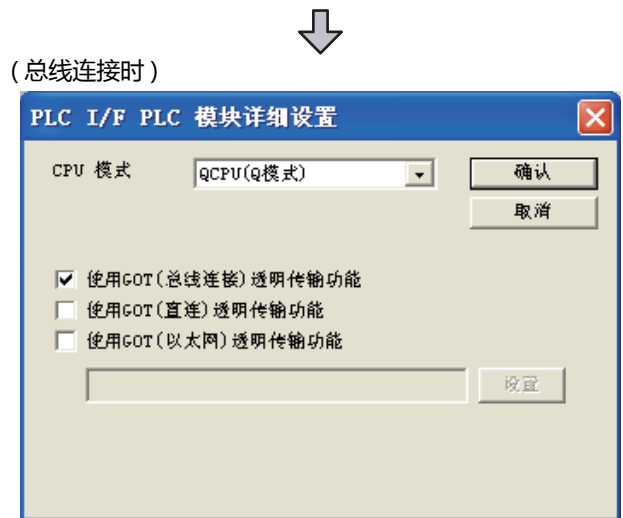 （总线连接时）
PLC I/F PLC 模块详细设置
CPU 模式 QCPU(Q模式) 确认
取消
使用GOT(总线连接)透明传输功能
使用GOT(直连)透明传输功能
使用GOT(以太网)透明传输功能
设置